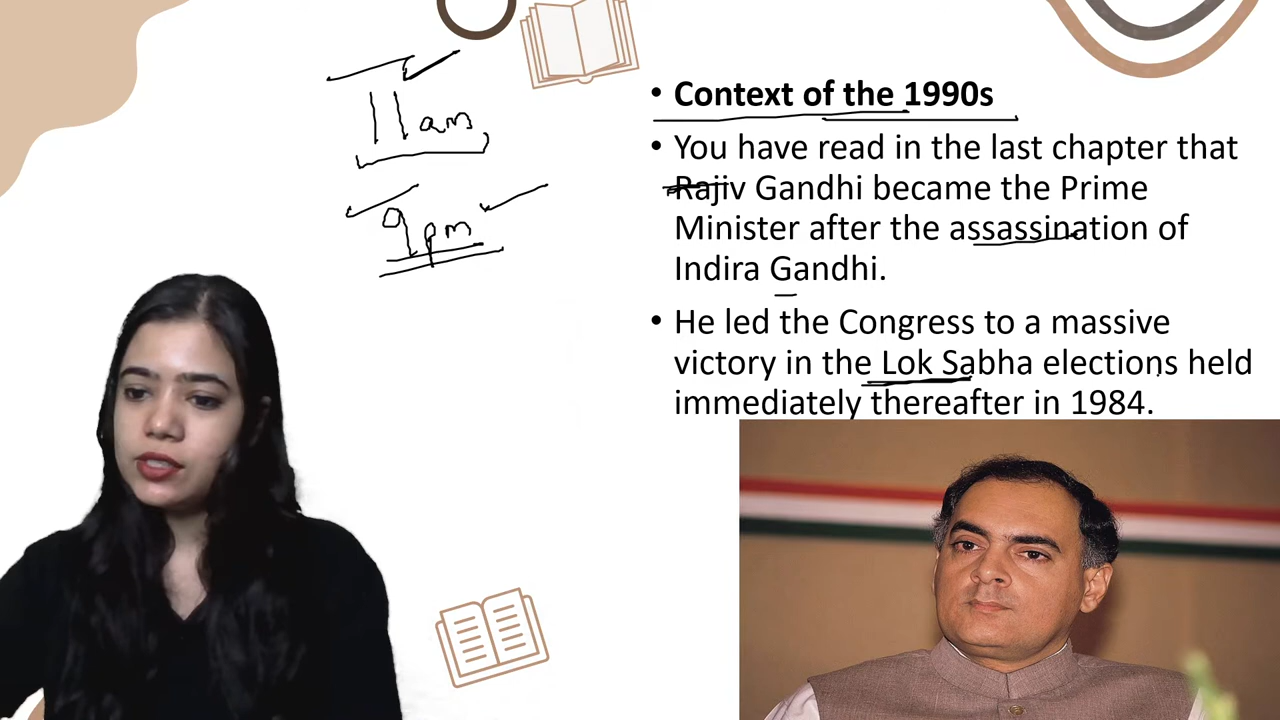 11am
9pm
• Context of the 1990s
• You have read in the last chapter that
Rajiv Gandhi became the Prime
Minister after the assassination of
Indira Gandhi.
• He led the Congress to a massive
victory in the Lok Sabha elections held
immediately thereafter in 1984.